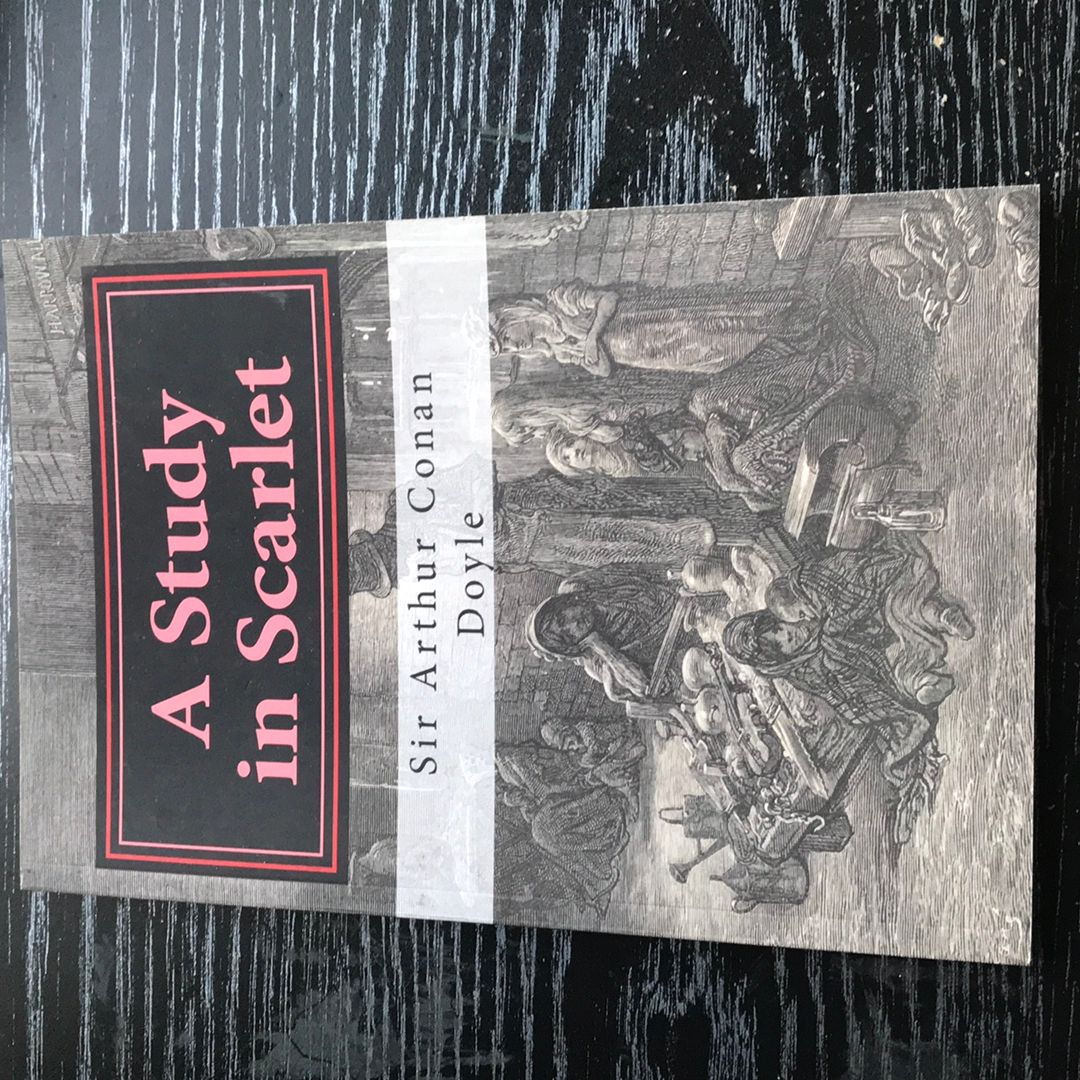 A Study
in Scarlet
Sir Arthur Conan
Doyle